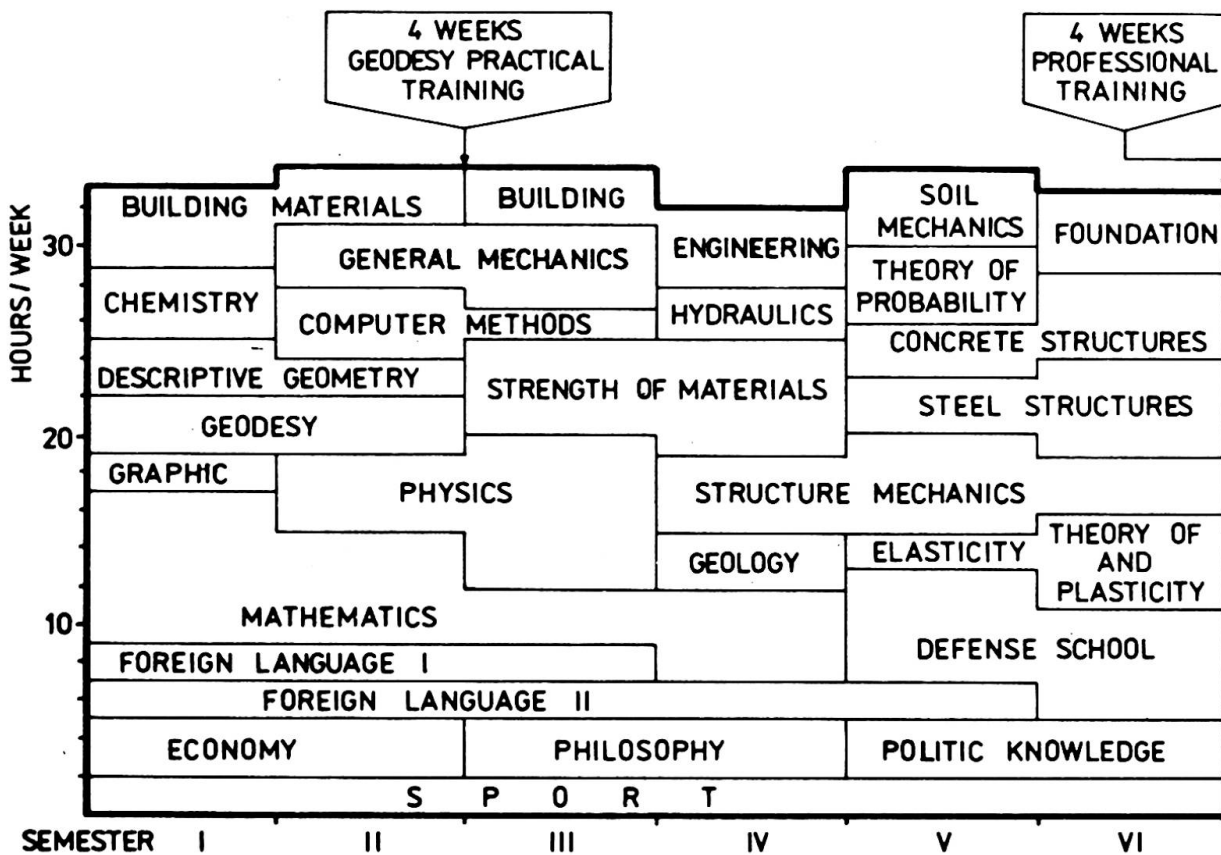 4 WEEKS
GEODESY PRACTICAL
TRAINING
4 WEEKS
PROFESSIONAL
TRAINING
HOURS/WEEK
30
20
10
BUILDING MATERIALS
BUILDING
ENGINEERING
SOIL
MECHANICS
FOUNDATION
GENERAL MECHANICS
THEORY OF
PROBABILITY
CHEMISTRY
COMPUTER METHODS
HYDRAULICS
CONCRETE STRUCTURES
DESCRIPTIVE GEOMETRY
STRENGTH OF MATERIALS
STEEL STRUCTURES
GEODESY
GRAPHIC
PHYSICS
STRUCTURE MECHANICS
GEOLOGY
ELASTICITY
THEORY OF
AND
PLASTICITY
MATHEMATICS
DEFENSE SCHOOL
FOREIGN LANGUAGE I
FOREIGN LANGUAGE II
ECONOMY
PHILOSOPHY
POLITIC KNOWLEDGE
S P O R T
SEMESTER I II III IV V VI